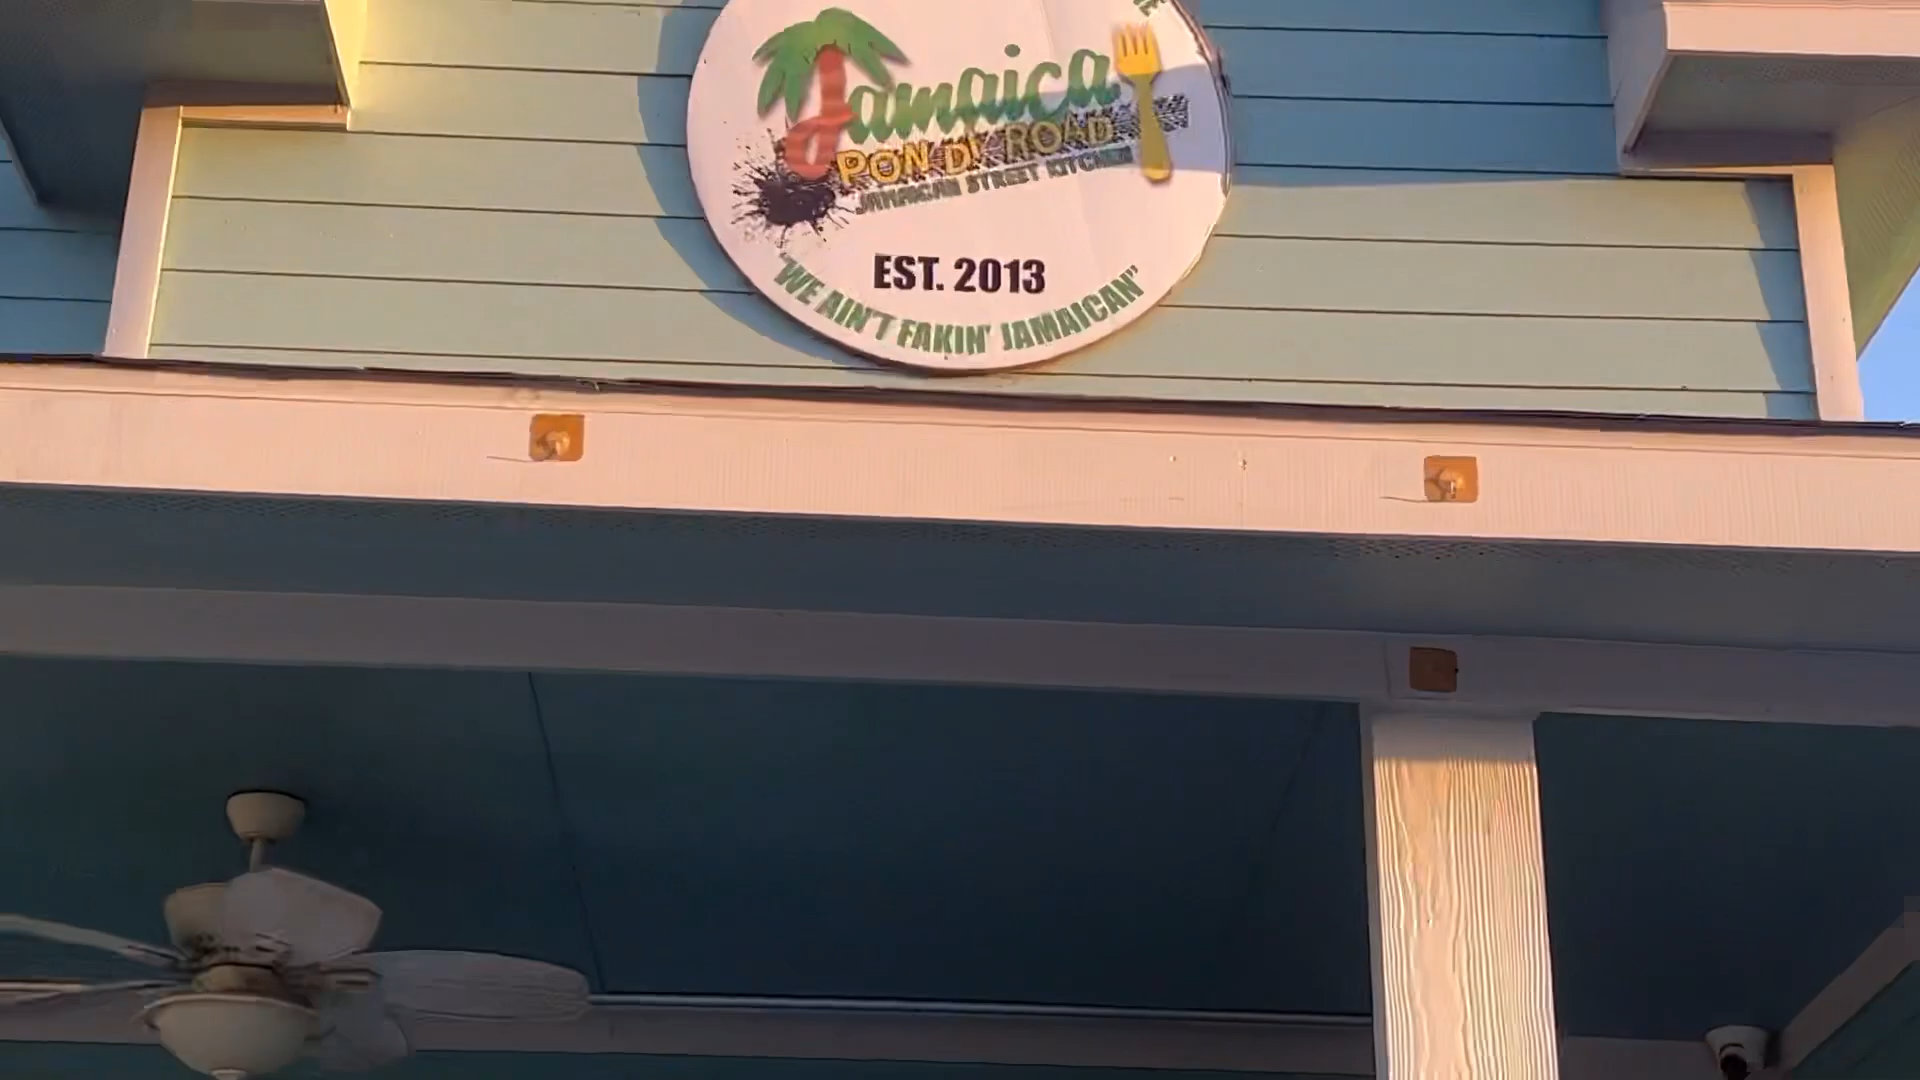 Jamaica
PON DI ROAD
JAMAICAN STREET KITCHEN
EST. 2013
"WE AIN'T FAKIN' JAMAICAN"